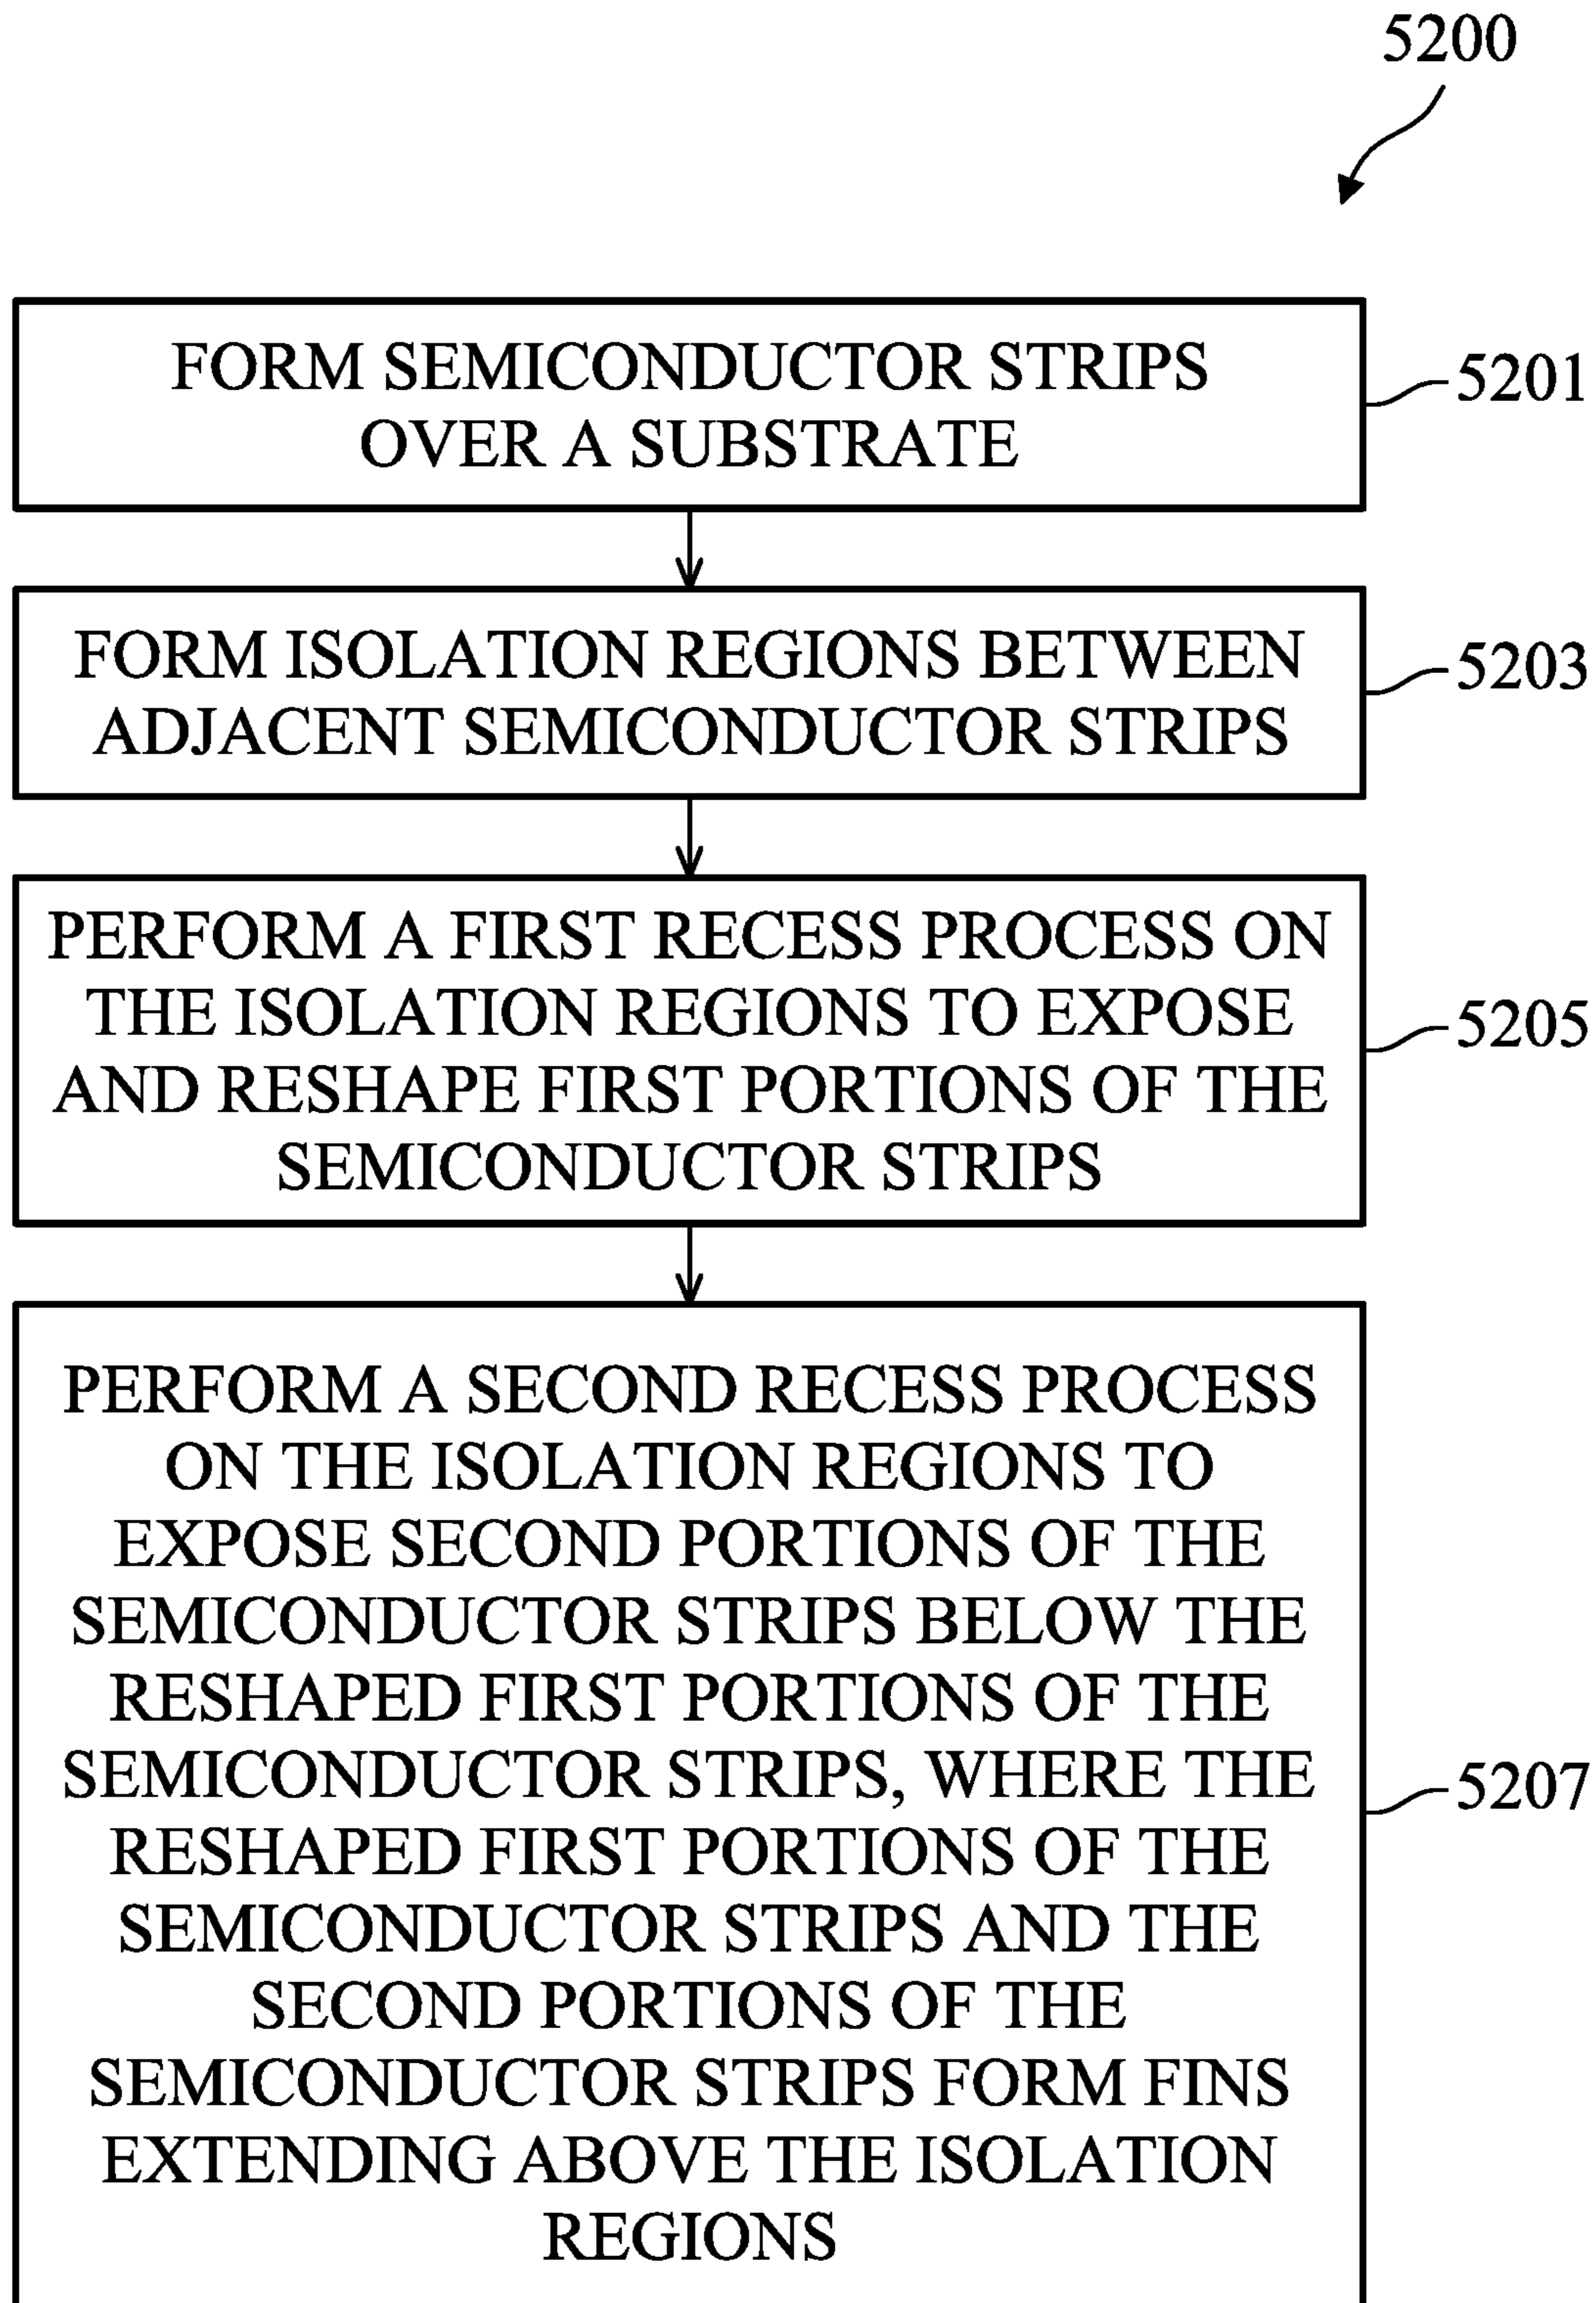 5200
FORM SEMICONDUCTOR STRIPS
OVER A SUBSTRATE
5201
FORM ISOLATION REGIONS BETWEEN
ADJACENT SEMICONDUCTOR STRIPS
5203
PERFORM A FIRST RECESS PROCESS ON
THE ISOLATION REGIONS TO EXPOSE
AND RESHAPE FIRST PORTIONS OF THE
SEMICONDUCTOR STRIPS
5205
PERFORM A SECOND RECESS PROCESS
ON THE ISOLATION REGIONS TO
EXPOSE SECOND PORTIONS OF THE
SEMICONDUCTOR STRIPS BELOW THE
RESHAPED FIRST PORTIONS OF THE
SEMICONDUCTOR STRIPS, WHERE THE
RESHAPED FIRST PORTIONS OF THE
SEMICONDUCTOR STRIPS AND THE
SECOND PORTIONS OF THE
SEMICONDUCTOR STRIPS FORM FINS
EXTENDING ABOVE THE ISOLATION
REGIONS
5207